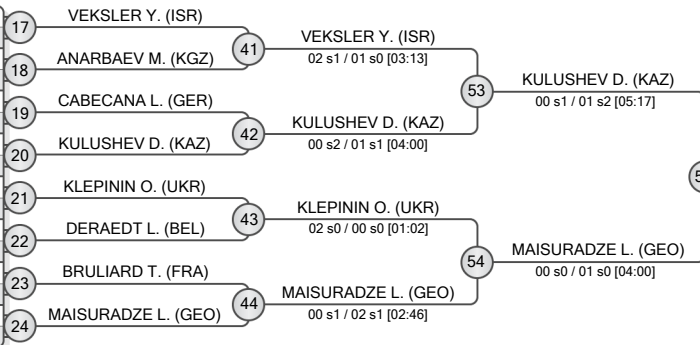 17
VEKSLER Y. (ISR)
18
ANARBAEV M. (KGZ)
41
VEKSLER Y. (ISR)
02 s1 / 01 s0 [03:13]
19
CABECANA L. (GER)
20
KULUSHEV D. (KAZ)
42
KULUSHEV D. (KAZ)
00 s2 / 01 s1 [04:00]
53
KULUSHEV D. (KAZ)
00 s1 / 01 s2 [05:17]
21
KLEPININ O. (UKR)
22
DERAEDT L. (BEL)
43
KLEPININ O. (UKR)
02 s0 / 00 s0 [01:02]
23
BRULIARD T. (FRA)
24
MAISURADZE L. (GEO)
44
MAISURADZE L. (GEO)
00 s1 / 02 s1 [02:46]
54
MAISURADZE L. (GEO)
00 s0 / 01 s0 [04:00]